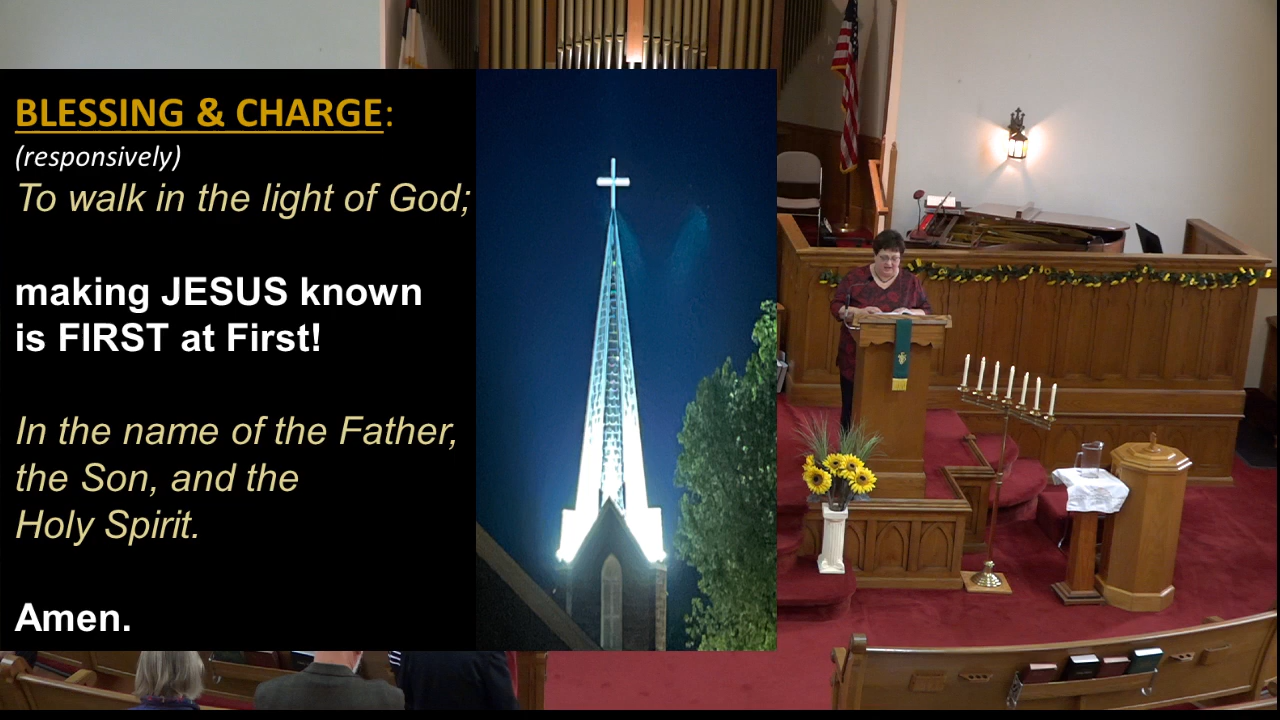 BLESSING & CHARGE:
(responsively)
To walk in the light of God;
making JESUS known
is FIRST at First!
In the name of the Father,
the Son, and the
Holy Spirit.
Amen.